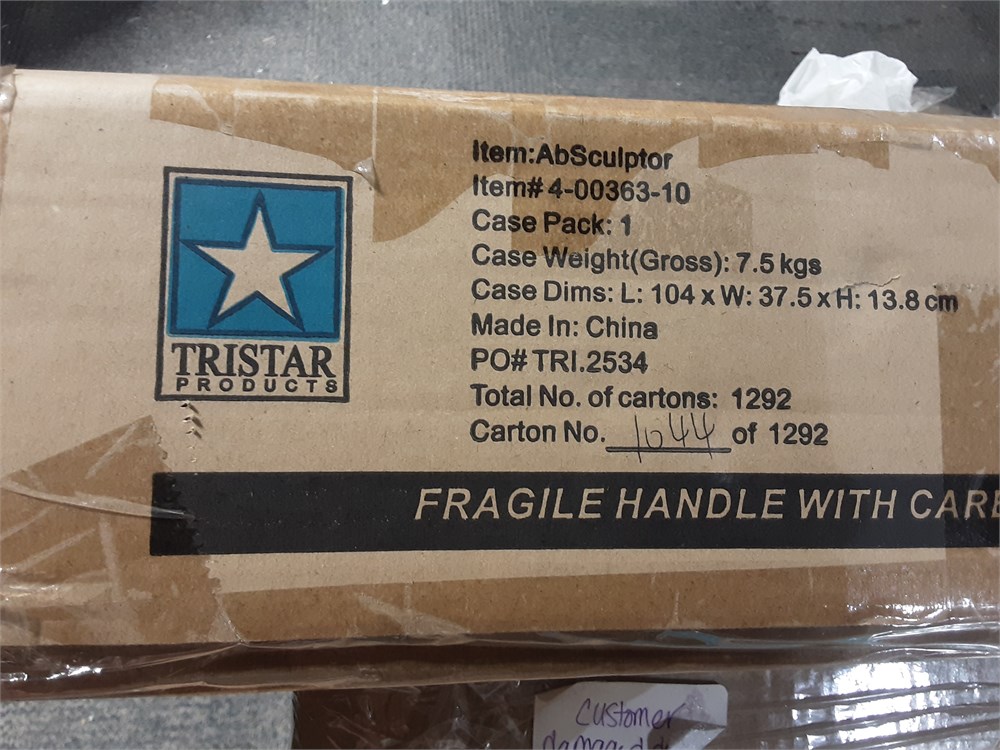 TRISTAR
PRODUCTS
Item:AbSculptor
Item# 4-00363-10
Case Pack: 1
Case Weight(Gross): 7.5 kgs
Case Dims: L: 104 x W: 37.5 x H: 13.8 cm
Made In: China
PO# TRI.2534
Total No. of cartons: 1292
Carton No. 1044 of 1292
FRAGILE HANDLE WITH CARE
customer
damaged